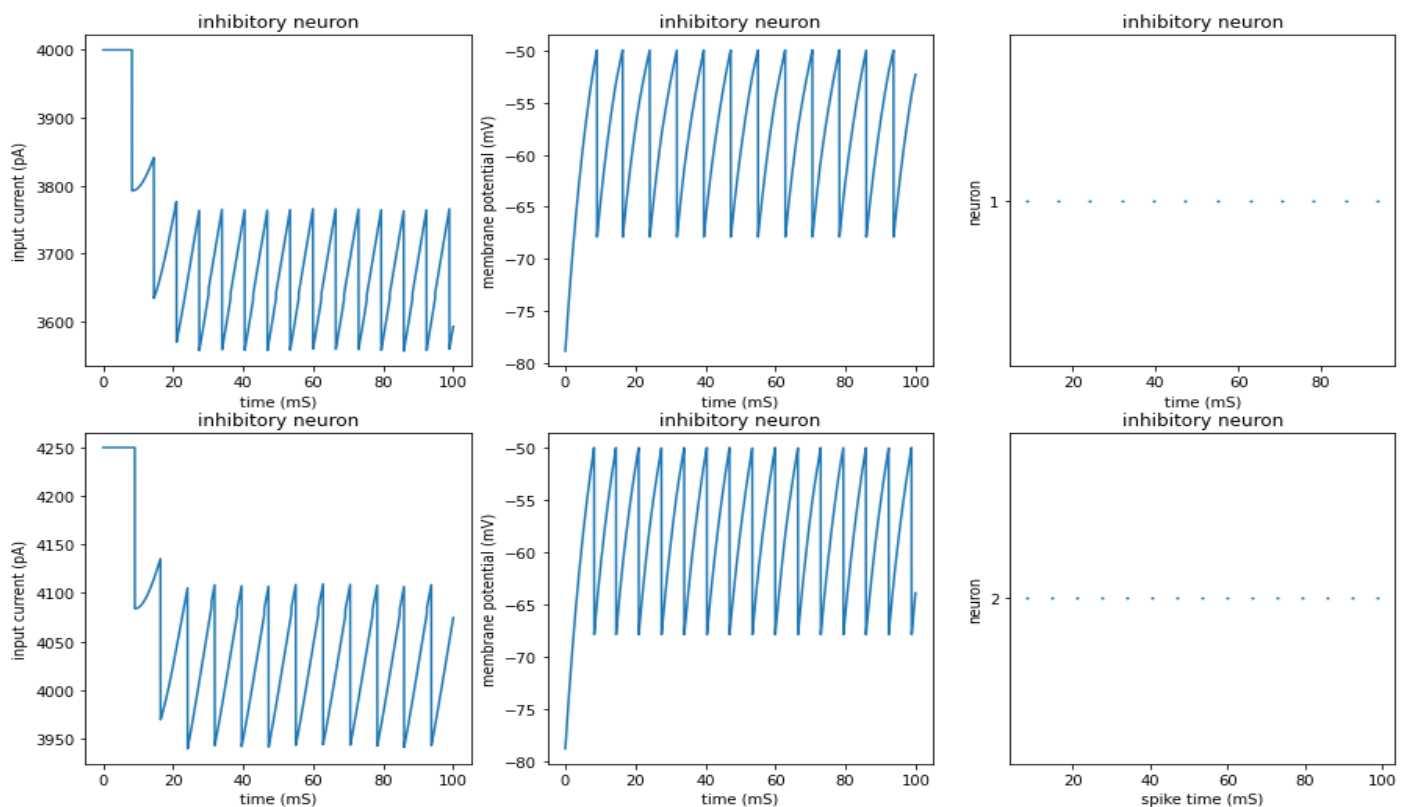 inhibitory neuron
input current (pA)
4000
3900
3800
3700
3600
0 20 40 60 80 100
time (mS)
inhibitory neuron
membrane potential (mV)
−50
−55
−60
−65
−70
−75
−80
0 20 40 60 80 100
time (mS)
inhibitory neuron
neuron
1
20 40 60 80
time (mS)
inhibitory neuron
input current (pA)
4250
4200
4150
4100
4050
4000
3950
0 20 40 60 80 100
time (mS)
inhibitory neuron
membrane potential (mV)
−50
−55
−60
−65
−70
−75
−80
0 20 40 60 80 100
time (mS)
inhibitory neuron
neuron
2
20 40 60 80 100
spike time (mS)